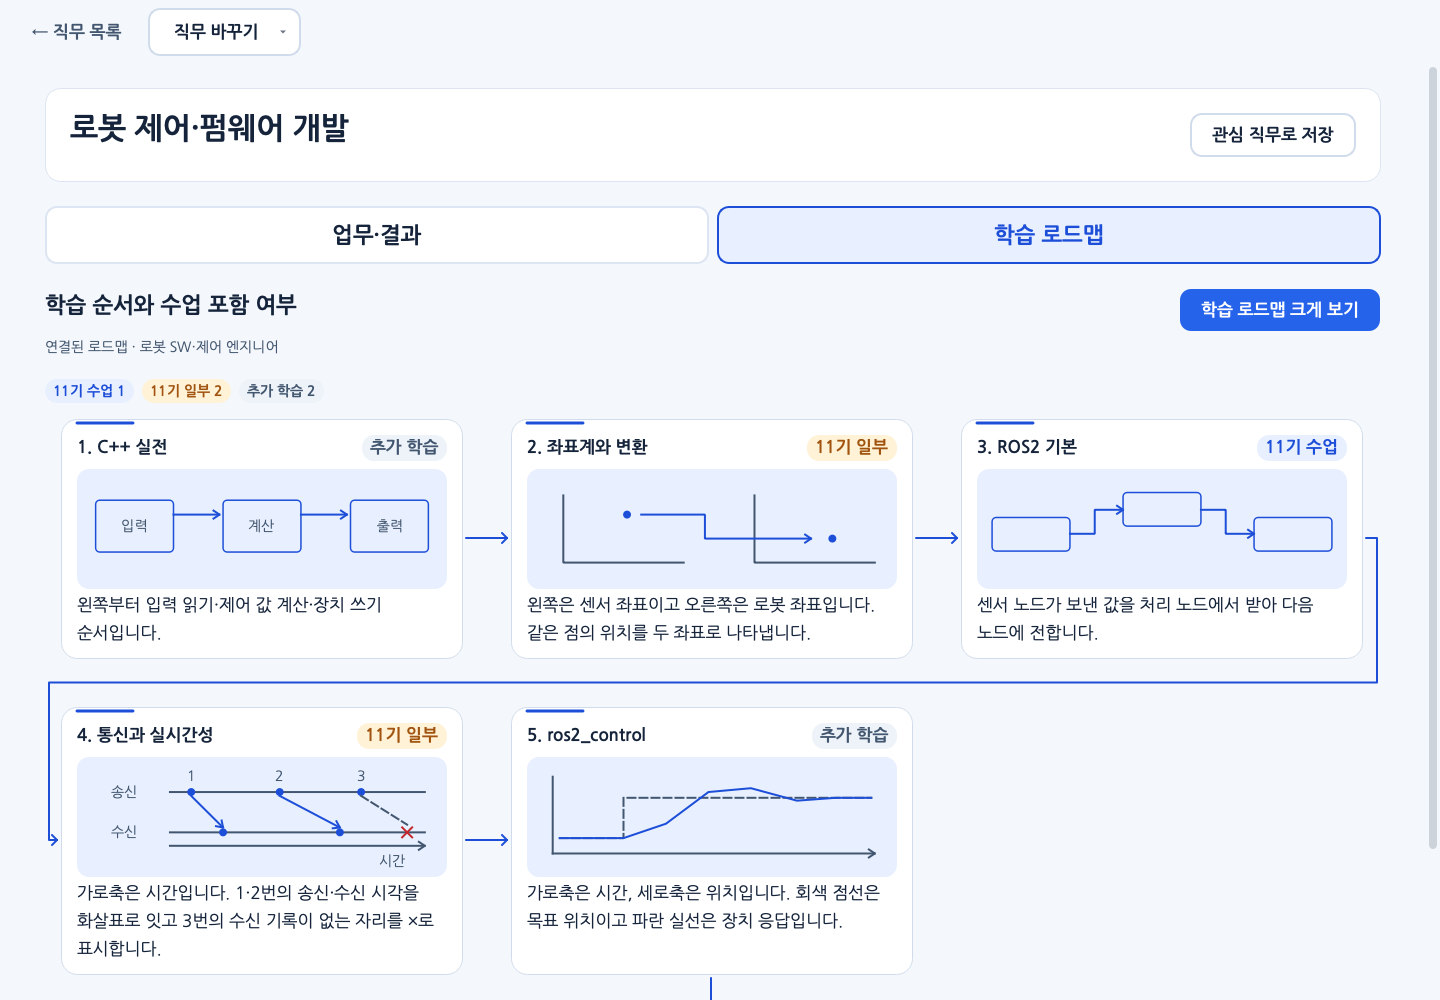 ← 직무 목록
직무 바꾸기
로봇 제어·펌웨어 개발
관심 직무로 저장
업무·결과
학습 로드맵
학습 순서와 수업 포함 여부
학습 로드맵 크게 보기
연결된 로드맵 · 로봇 SW·제어 엔지니어
11기 수업 1
11기 일부 2
추가 학습 2
1. C++ 실전
추가 학습
입력
계산
출력
왼쪽부터 입력 읽기·제어 값 계산·장치 쓰기
순서입니다.
2. 좌표계와 변환
11기 일부
왼쪽은 센서 좌표이고 오른쪽은 로봇 좌표입니다.
같은 점의 위치를 두 좌표로 나타냅니다.
3. ROS2 기본
11기 수업
센서 노드가 보낸 값을 처리 노드에서 받아 다음
노드에 전합니다.
4. 통신과 실시간성
11기 일부
1
2
3
송신
수신
시간
가로축은 시간입니다. 1·2번의 송신·수신 시각을
화살표로 잇고 3번의 수신 기록이 없는 자리를 ×로
표시합니다.
5. ros2_control
추가 학습
가로축은 시간, 세로축은 위치입니다. 회색 점선은
목표 위치이고 파란 실선은 장치 응답입니다.